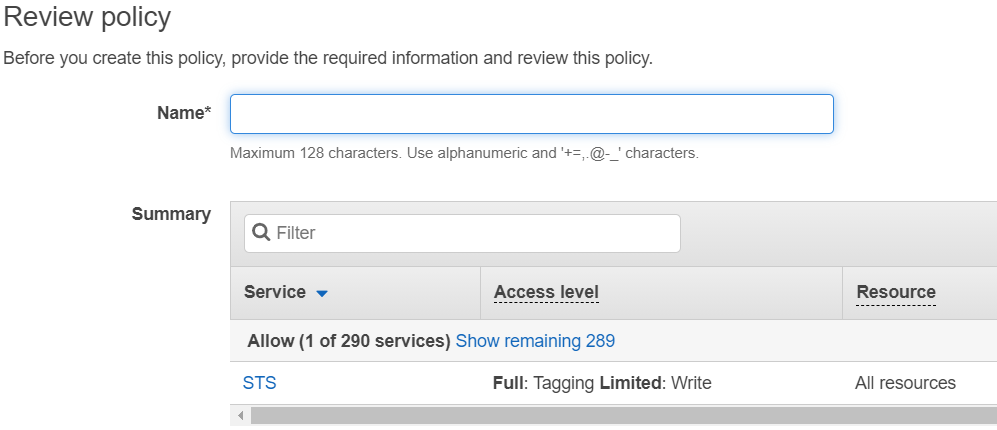 Review policy
Before you create this policy, provide the required information and review this policy.
Name*
Maximum 128 characters. Use alphanumeric and '+=,.@-_' characters.
Summary
Filter
Service Access level Resource
Allow (1 of 290 services) Show remaining 289
STS Full: Tagging Limited: Write All resources